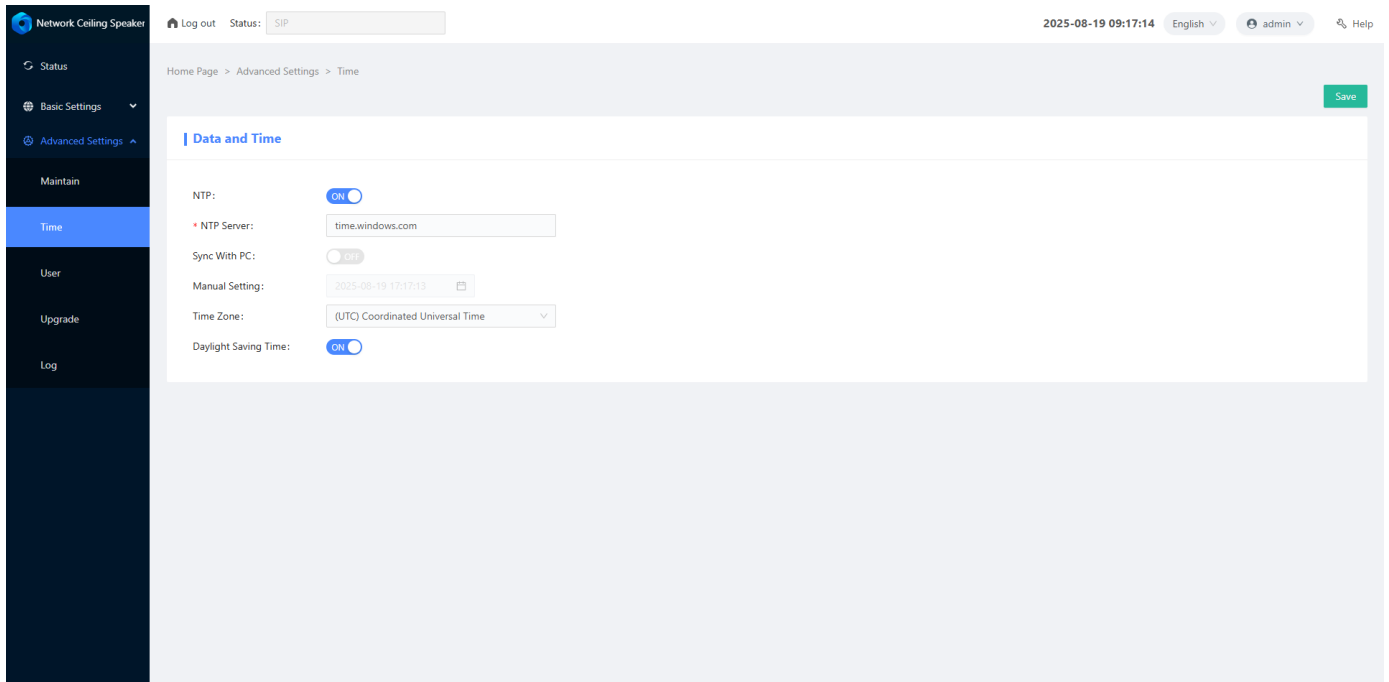 Network Ceiling Speaker
Log out Status: SIP 2025-08-19 09:17:14 English admin Help
Status
Home Page > Advanced Settings > Time
Basic Settings
Save
Advanced Settings
Data and Time
Maintain
NTP: ON
Time
* NTP Server: time.windows.com
Sync With PC: OFF
User
Manual Setting: 2025-08-19 17:17:13
Upgrade
Time Zone: (UTC) Coordinated Universal Time
Daylight Saving Time: ON
Log